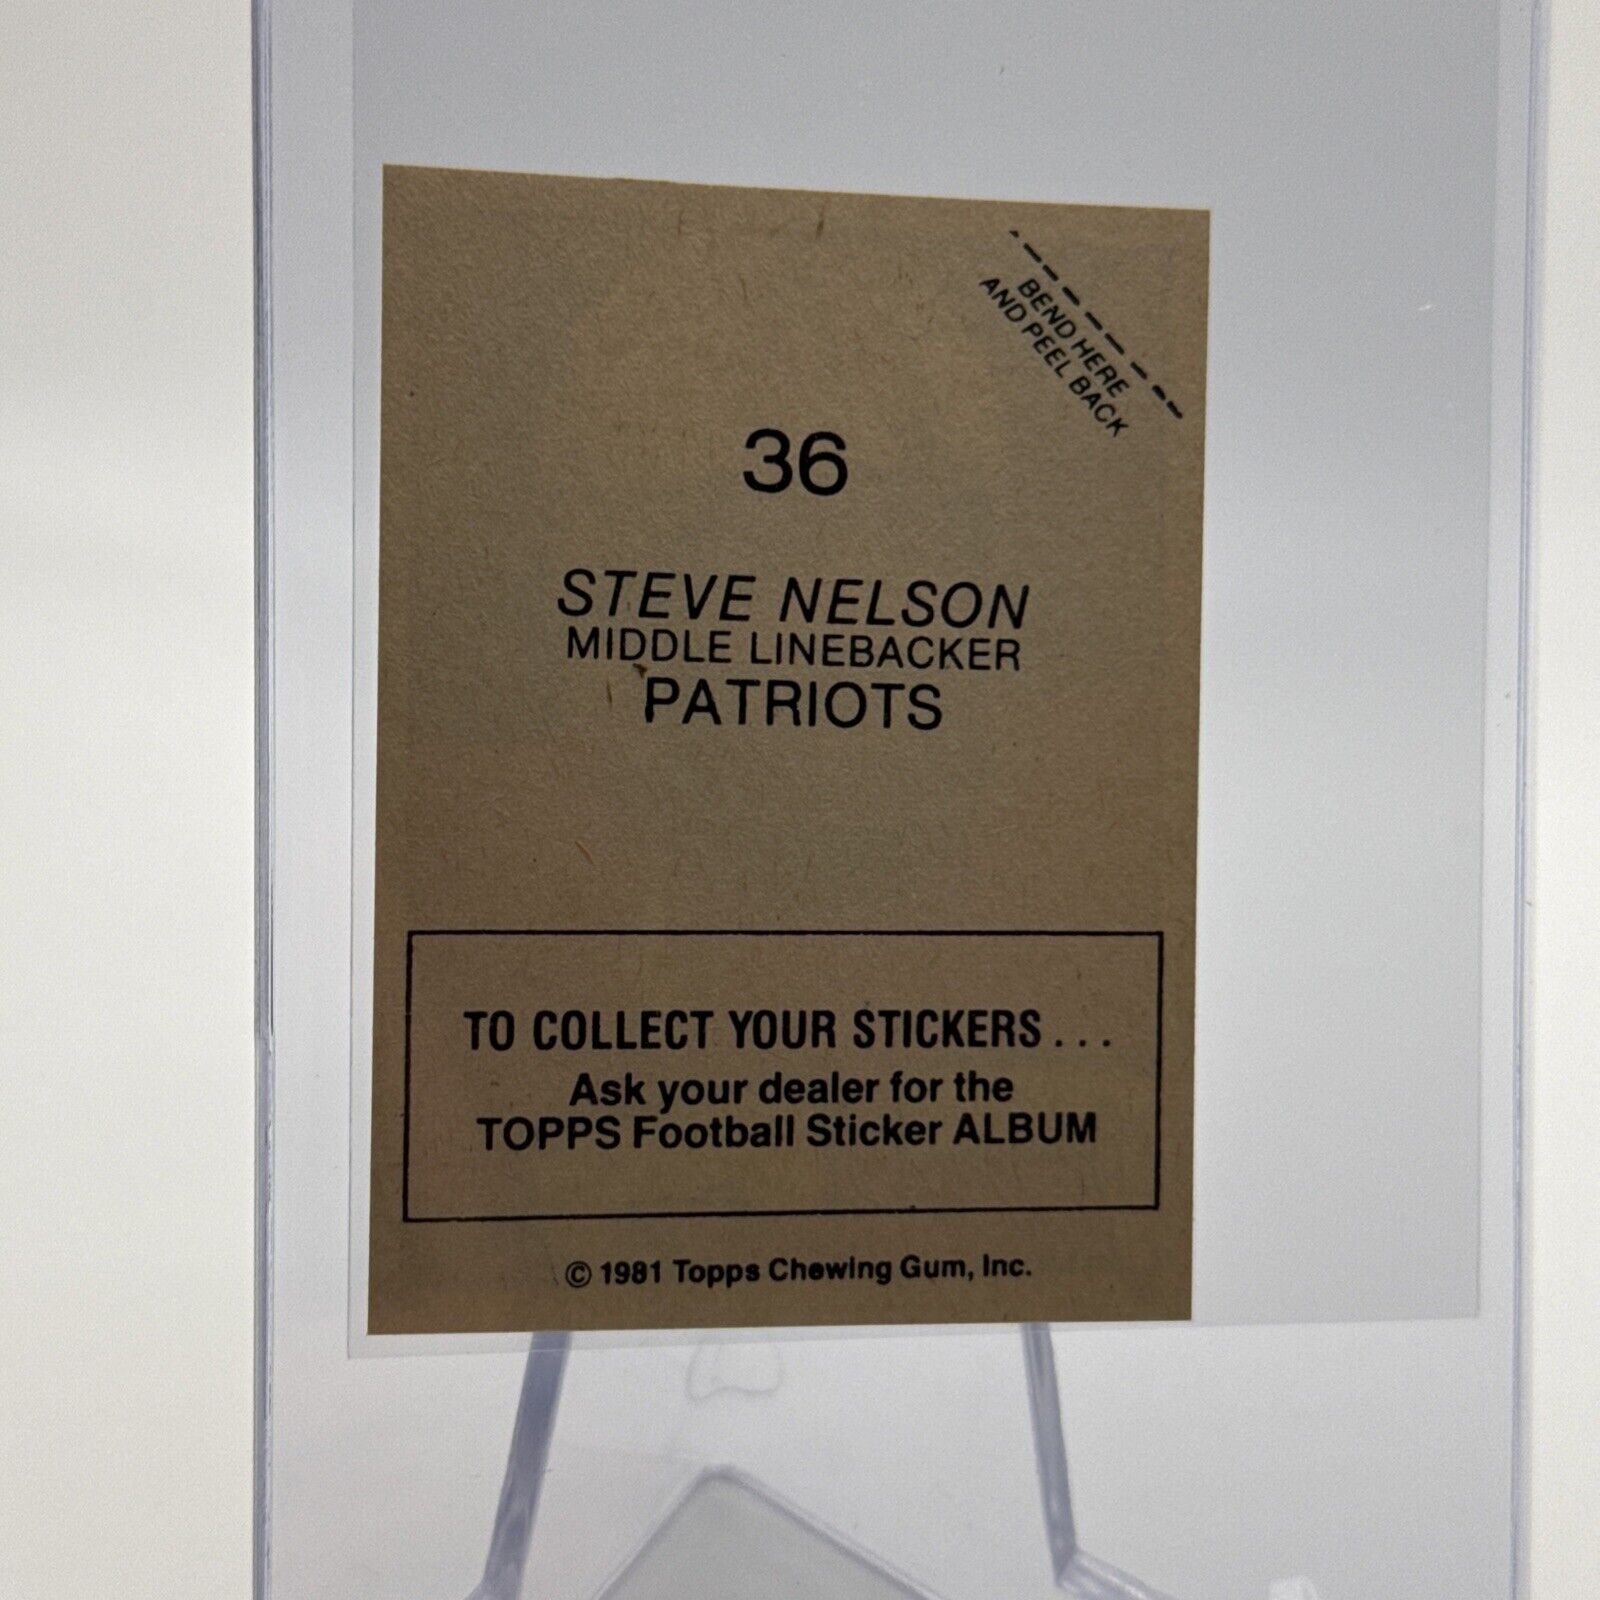 BEND HERE
AND PEEL BACK
36
STEVE NELSON
MIDDLE LINEBACKER
PATRIOTS
TO COLLECT YOUR STICKERS . . .
Ask your dealer for the
TOPPS Football Sticker ALBUM
© 1981 Topps Chewing Gum, Inc.